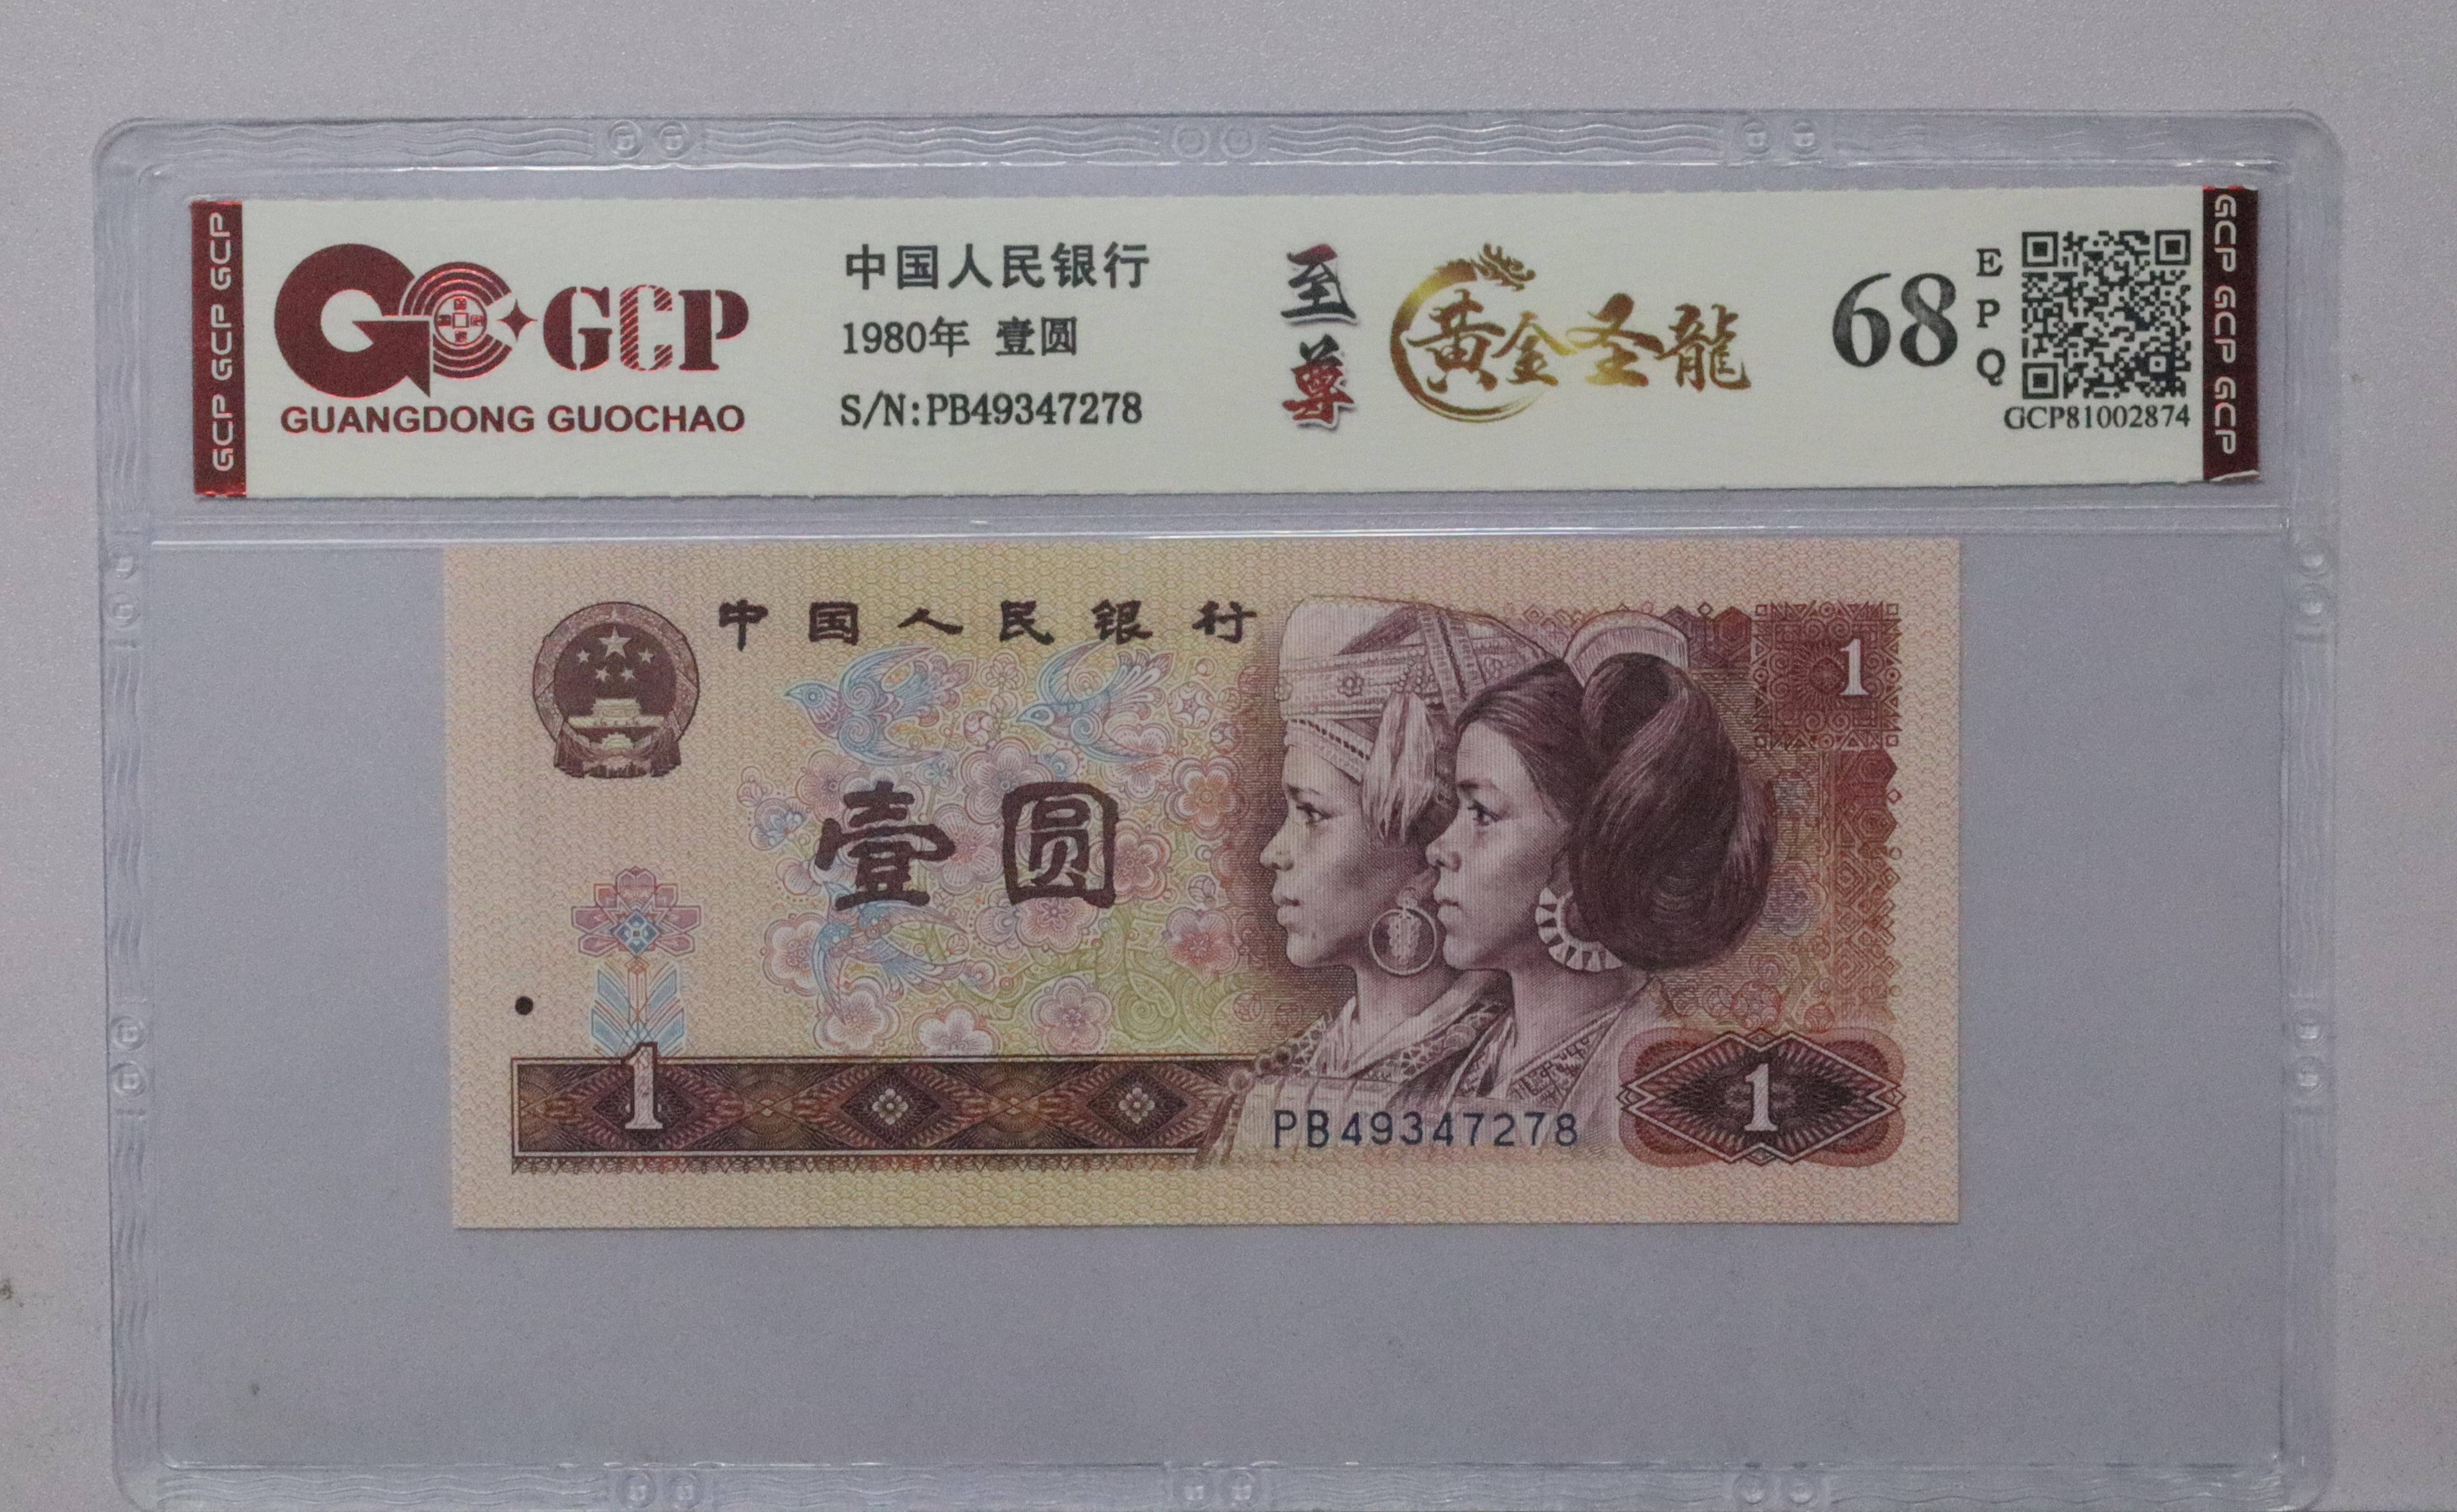 GCP GCP GCP
GCP
GUANGDONG GUOCHAO
中国人民银行
1980年 壹圆
S/N:PB49347278
至尊
黄金圣龍
68
E
P
Q
GCP81002874
GCP GCP GCP
中国人民银行
1
壹圆
1
PB49347278
1